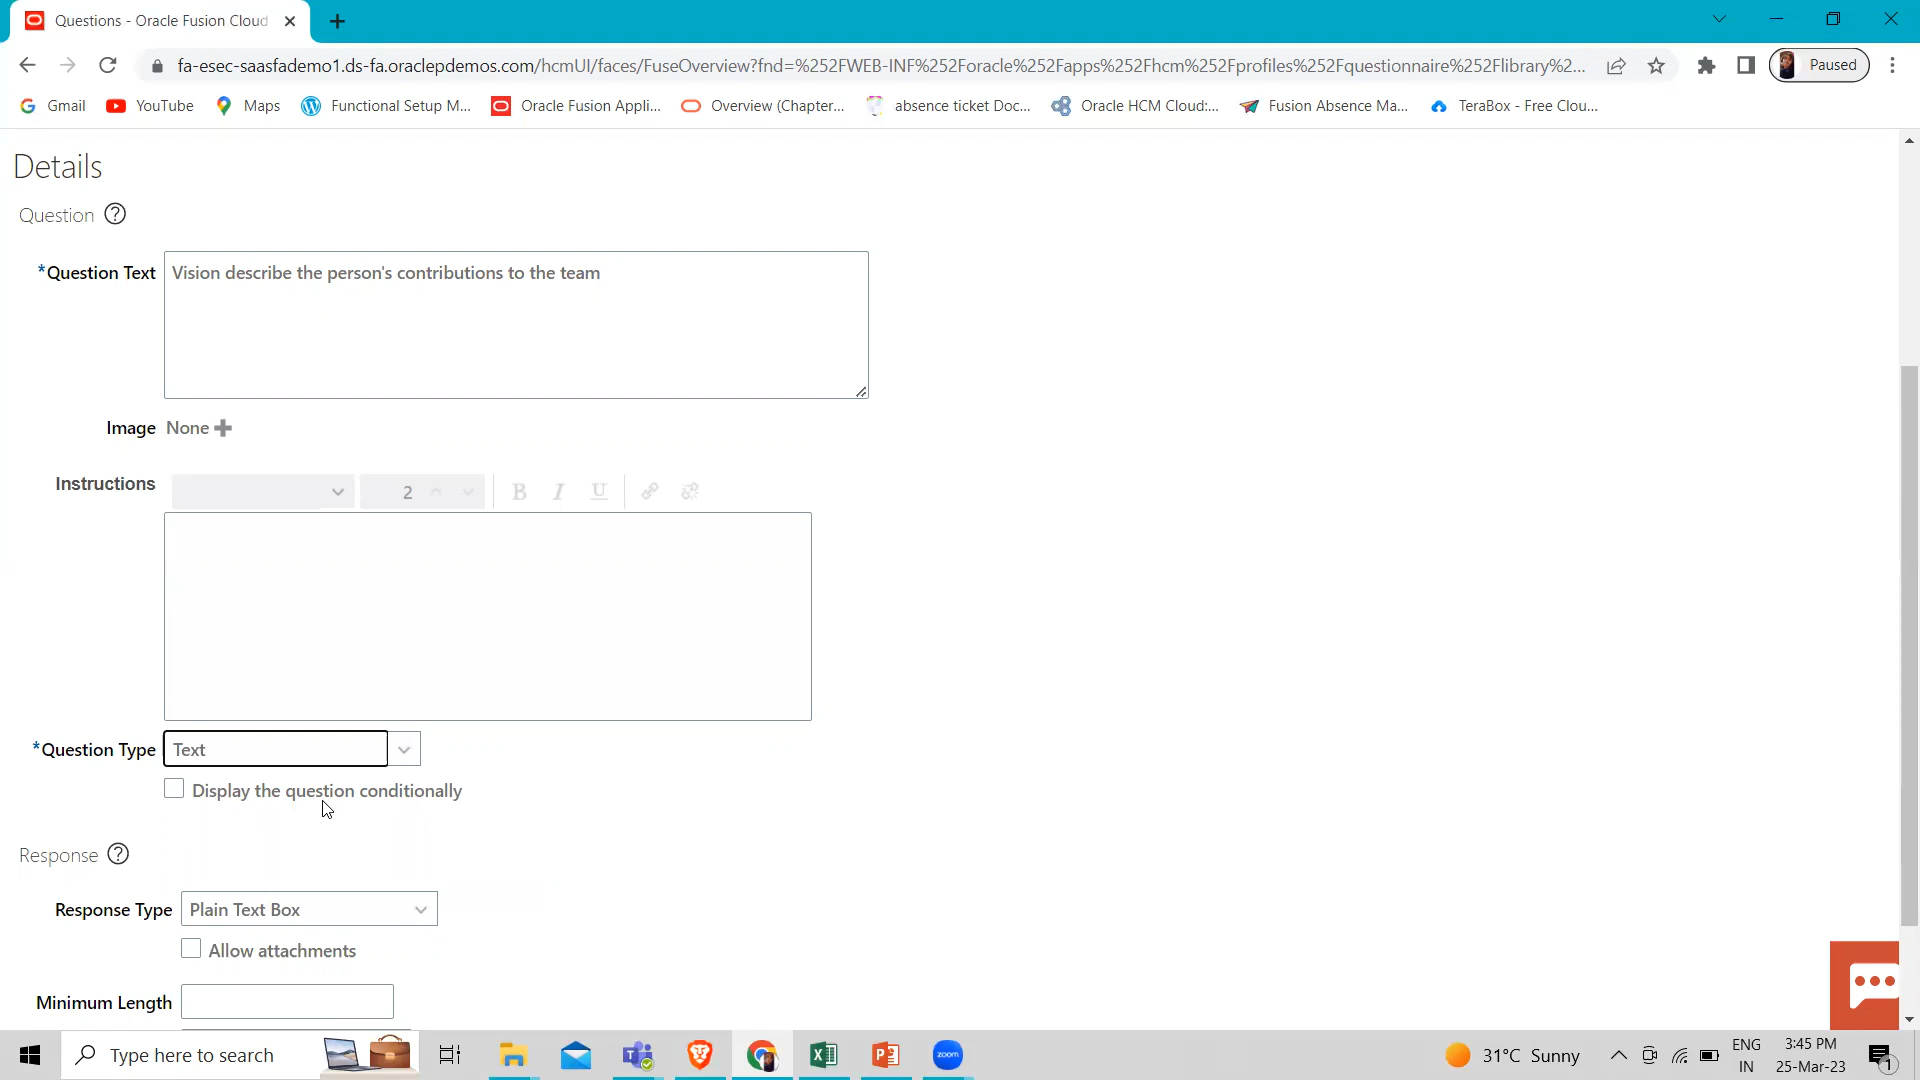 Questions - Oracle Fusion Cloud
fa-esec-saasfademo1.ds-fa.oraclepdemos.com/hcmUI/faces/FuseOverview?fnd=%252FWEB-INF%252Foracle%252Fapps%252Fhcm%252Fprofiles%252Fquestionnaire%252Flibrary%2...
Paused
Gmail
YouTube
Maps
Functional Setup M...
Oracle Fusion Appli...
Overview (Chapter...
absence ticket Doc...
Oracle HCM Cloud:...
Fusion Absence Ma...
TeraBox - Free Clou...
Details
Question ?
*Question Text
Vision describe the person's contributions to the team
Image None
Instructions
2
B I U
*Question Type
Text
Display the question conditionally
Response ?
Response Type
Plain Text Box
Allow attachments
Minimum Length
Type here to search
zoom
31°C Sunny
ENG
IN
3:45 PM
25-Mar-23
1